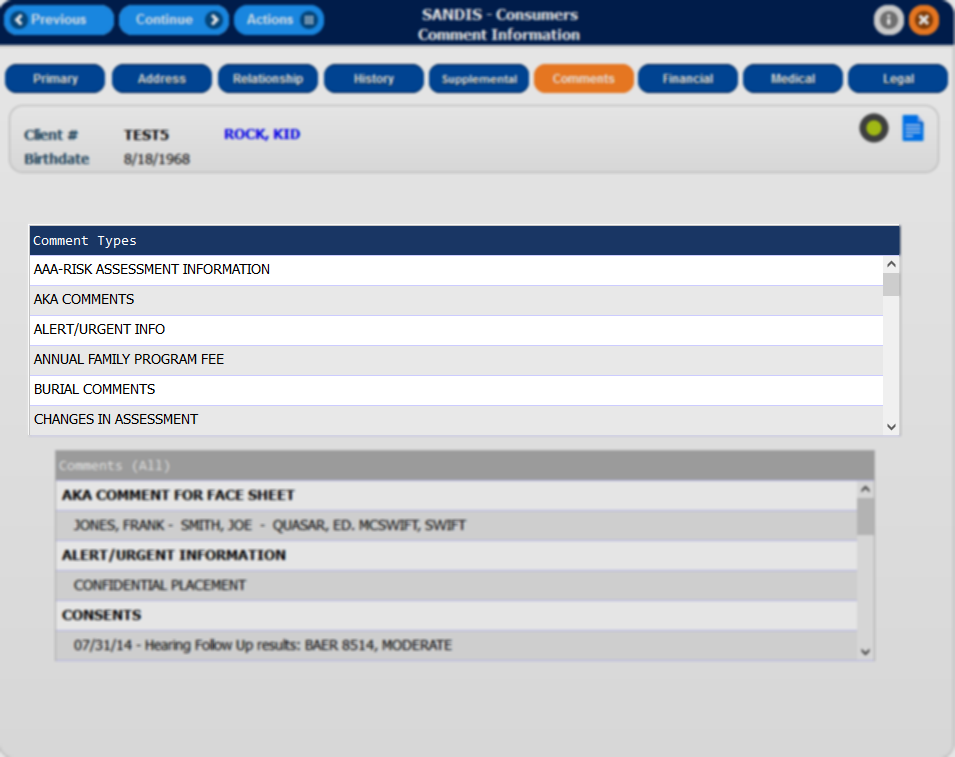 Previous Continue Actions
SANDIS - Consumers
Comment Information
Primary Address Relationship History Supplemental Comments Financial Medical Legal
Client # TEST5 ROCK, KID
Birthdate 8/18/1968
Comment Types
AAA-RISK ASSESSMENT INFORMATION
AKA COMMENTS
ALERT/URGENT INFO
ANNUAL FAMILY PROGRAM FEE
BURIAL COMMENTS
CHANGES IN ASSESSMENT
Comments (All)
AKA COMMENT FOR FACE SHEET
JONES, FRANK - SMITH, JOE - QUASAR, ED. MCSWIFT, SWIFT
ALERT/URGENT INFORMATION
CONFIDENTIAL PLACEMENT
CONSENTS
07/31/14 - Hearing Follow Up results: BAER 8514, MODERATE